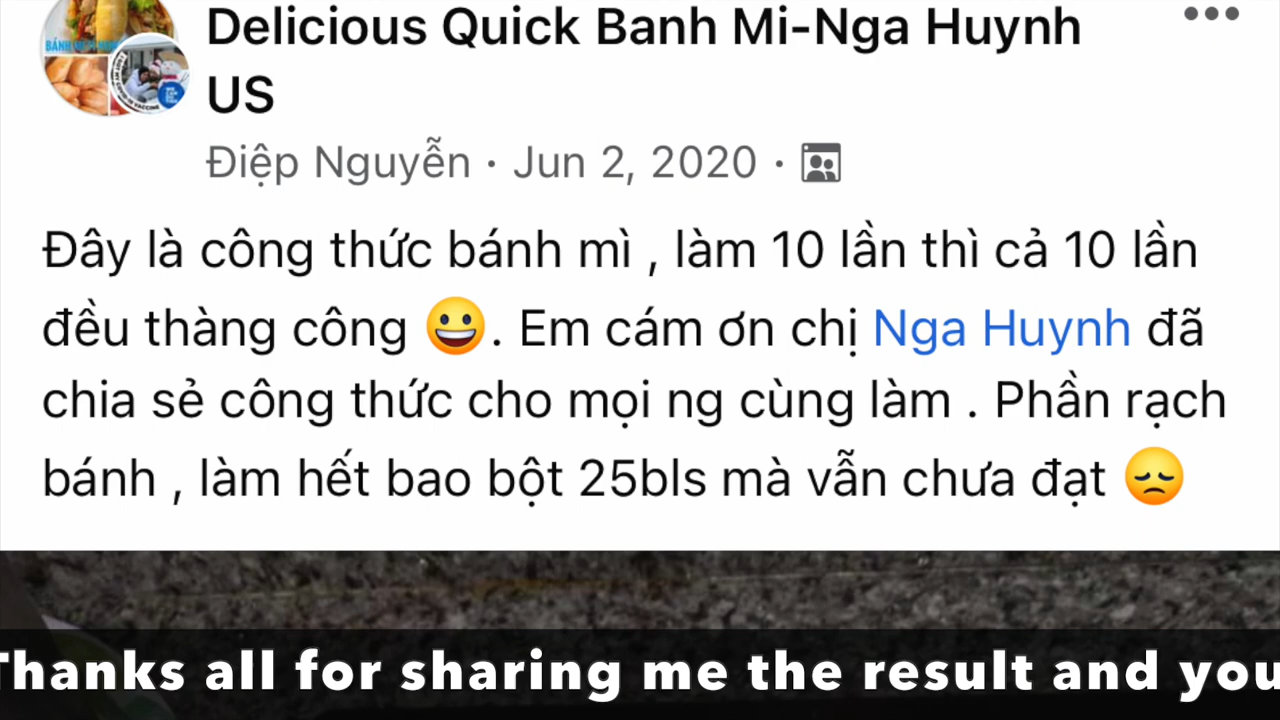 Delicious Quick Banh Mi-Nga Huynh
US
Điệp Nguyễn · Jun 2, 2020 ·
Đây là công thức bánh mì , làm 10 lần thì cả 10 lần
đều thàng công 😀. Em cám ơn chị Nga Huynh đã
chia sẻ công thức cho mọi ng cùng làm . Phần rạch
bánh , làm hết bao bột 25bls mà vẫn chưa đạt 😞
Thanks all for sharing me the result and you